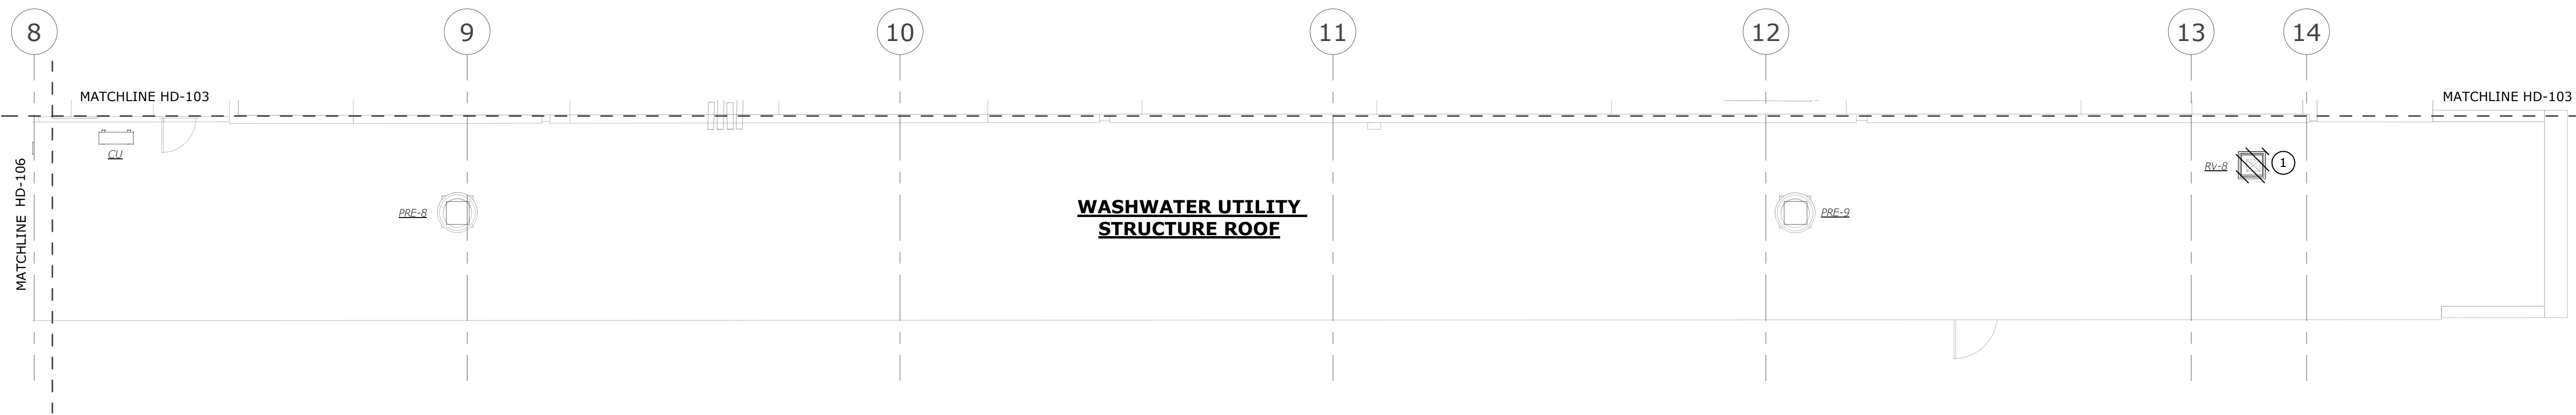 8
9
10
11
12
13
14
MATCHLINE HD-103
MATCHLINE HD-103
CU
MATCHLINE HD-106
RV-8
1
PRE-8
WASHWATER UTILITY
STRUCTURE ROOF
PRE-9